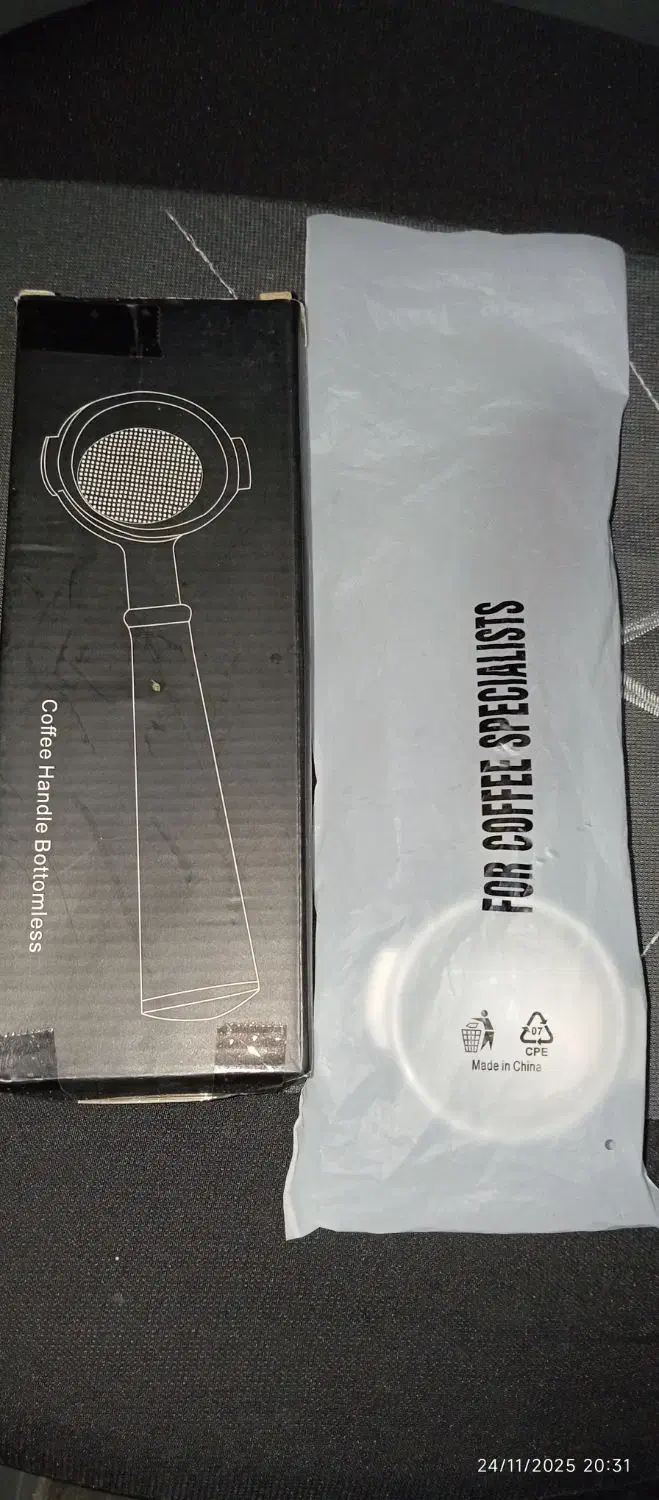 Coffee Handle Bottomless
FOR COFFEE SPECIALISTS
07
CPE
Made in China
24/11/2025 20:31